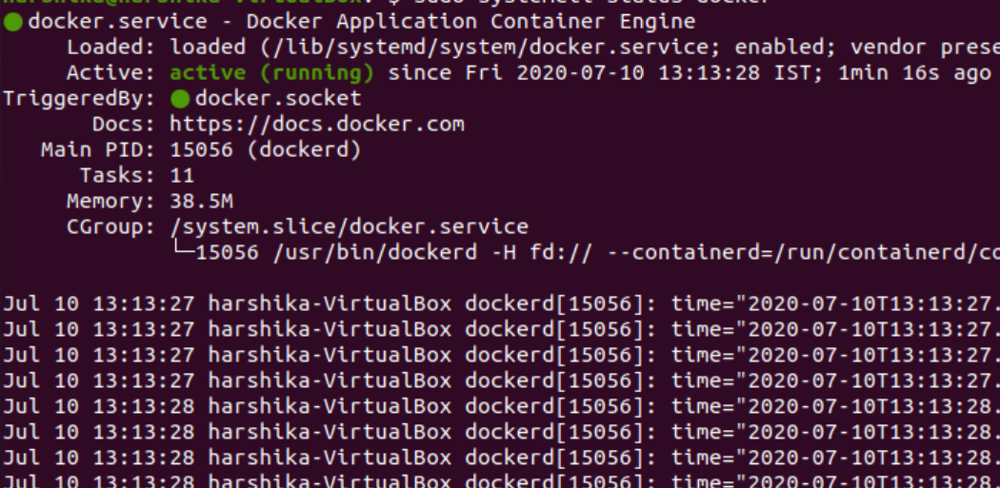 harshika@harshika-VirtualBox:~$ sudo systemctl status docker
docker.service - Docker Application Container Engine
Loaded: loaded (/lib/systemd/system/docker.service; enabled; vendor prese
Active: active (running) since Fri 2020-07-10 13:13:28 IST; 1min 16s ago
TriggeredBy: docker.socket
Docs: https://docs.docker.com
Main PID: 15056 (dockerd)
Tasks: 11
Memory: 38.5M
CGroup: /system.slice/docker.service
└─15056 /usr/bin/dockerd -H fd:// --containerd=/run/containerd/co
Jul 10 13:13:27 harshika-VirtualBox dockerd[15056]: time="2020-07-10T13:13:27.
Jul 10 13:13:27 harshika-VirtualBox dockerd[15056]: time="2020-07-10T13:13:27.
Jul 10 13:13:27 harshika-VirtualBox dockerd[15056]: time="2020-07-10T13:13:27.
Jul 10 13:13:27 harshika-VirtualBox dockerd[15056]: time="2020-07-10T13:13:27.
Jul 10 13:13:28 harshika-VirtualBox dockerd[15056]: time="2020-07-10T13:13:28.
Jul 10 13:13:28 harshika-VirtualBox dockerd[15056]: time="2020-07-10T13:13:28.
Jul 10 13:13:28 harshika-VirtualBox dockerd[15056]: time="2020-07-10T13:13:28.
Jul 10 13:13:28 harshika-VirtualBox dockerd[15056]: time="2020-07-10T13:13:28.